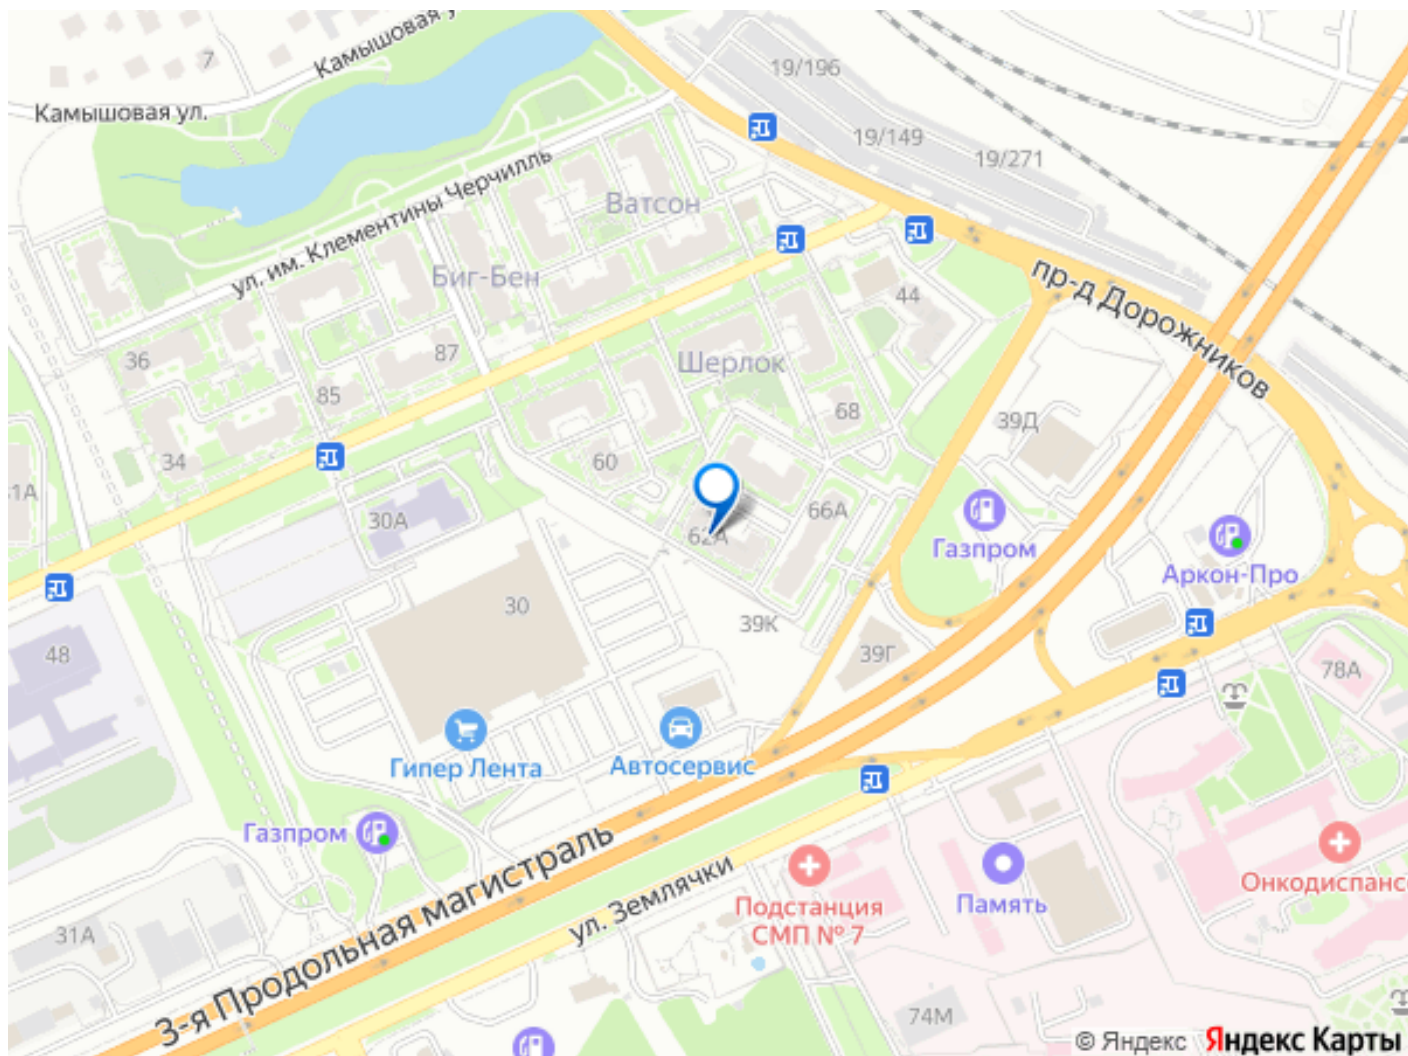 Камышовая у
7
19/196
Камышовая ул.
19/149
19/271
ул. им. Клементины Черчилль
Ватсон
пр-д Дорожников
Биг-Бен
44
36
87
Шерлок
85
68
39Д
34
60
31А
30А
66А
62А
Газпром
Аркон-Про
30
39К
48
39Г
78А
Гипер Лента
Автосервис
Газпром
3-я Продольная магистраль
ул. Землячки
Подстанция
СМП № 7
Память
Онкодиспансе
31А
74М
© Яндекс Яндекс Карты